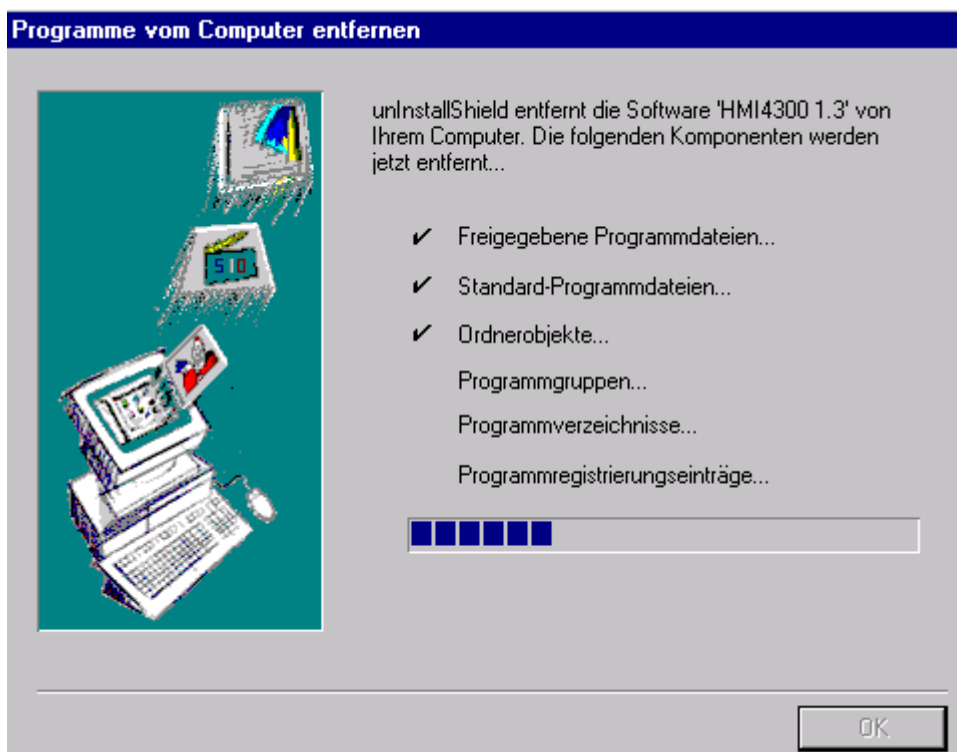 Programme vom Computer entfernen
unInstallShield entfernt die Software 'HMI4300 1.3' von
Ihrem Computer. Die folgenden Komponenten werden
jetzt entfernt...
✔ Freigegebene Programmdateien...
✔ Standard-Programmdateien...
✔ Ordnerobjekte...
Programmgruppen...
Programmverzeichnisse...
Programmregistrierungseinträge...
OK